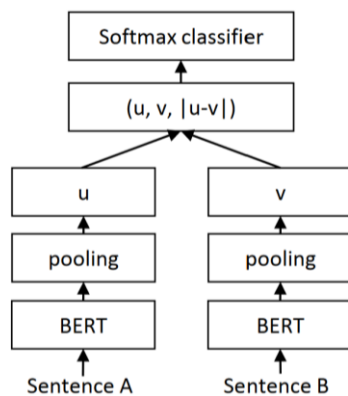 Softmax classifier
(u, v, |u-v|)
u
v
pooling
pooling
BERT
BERT
Sentence A
Sentence B